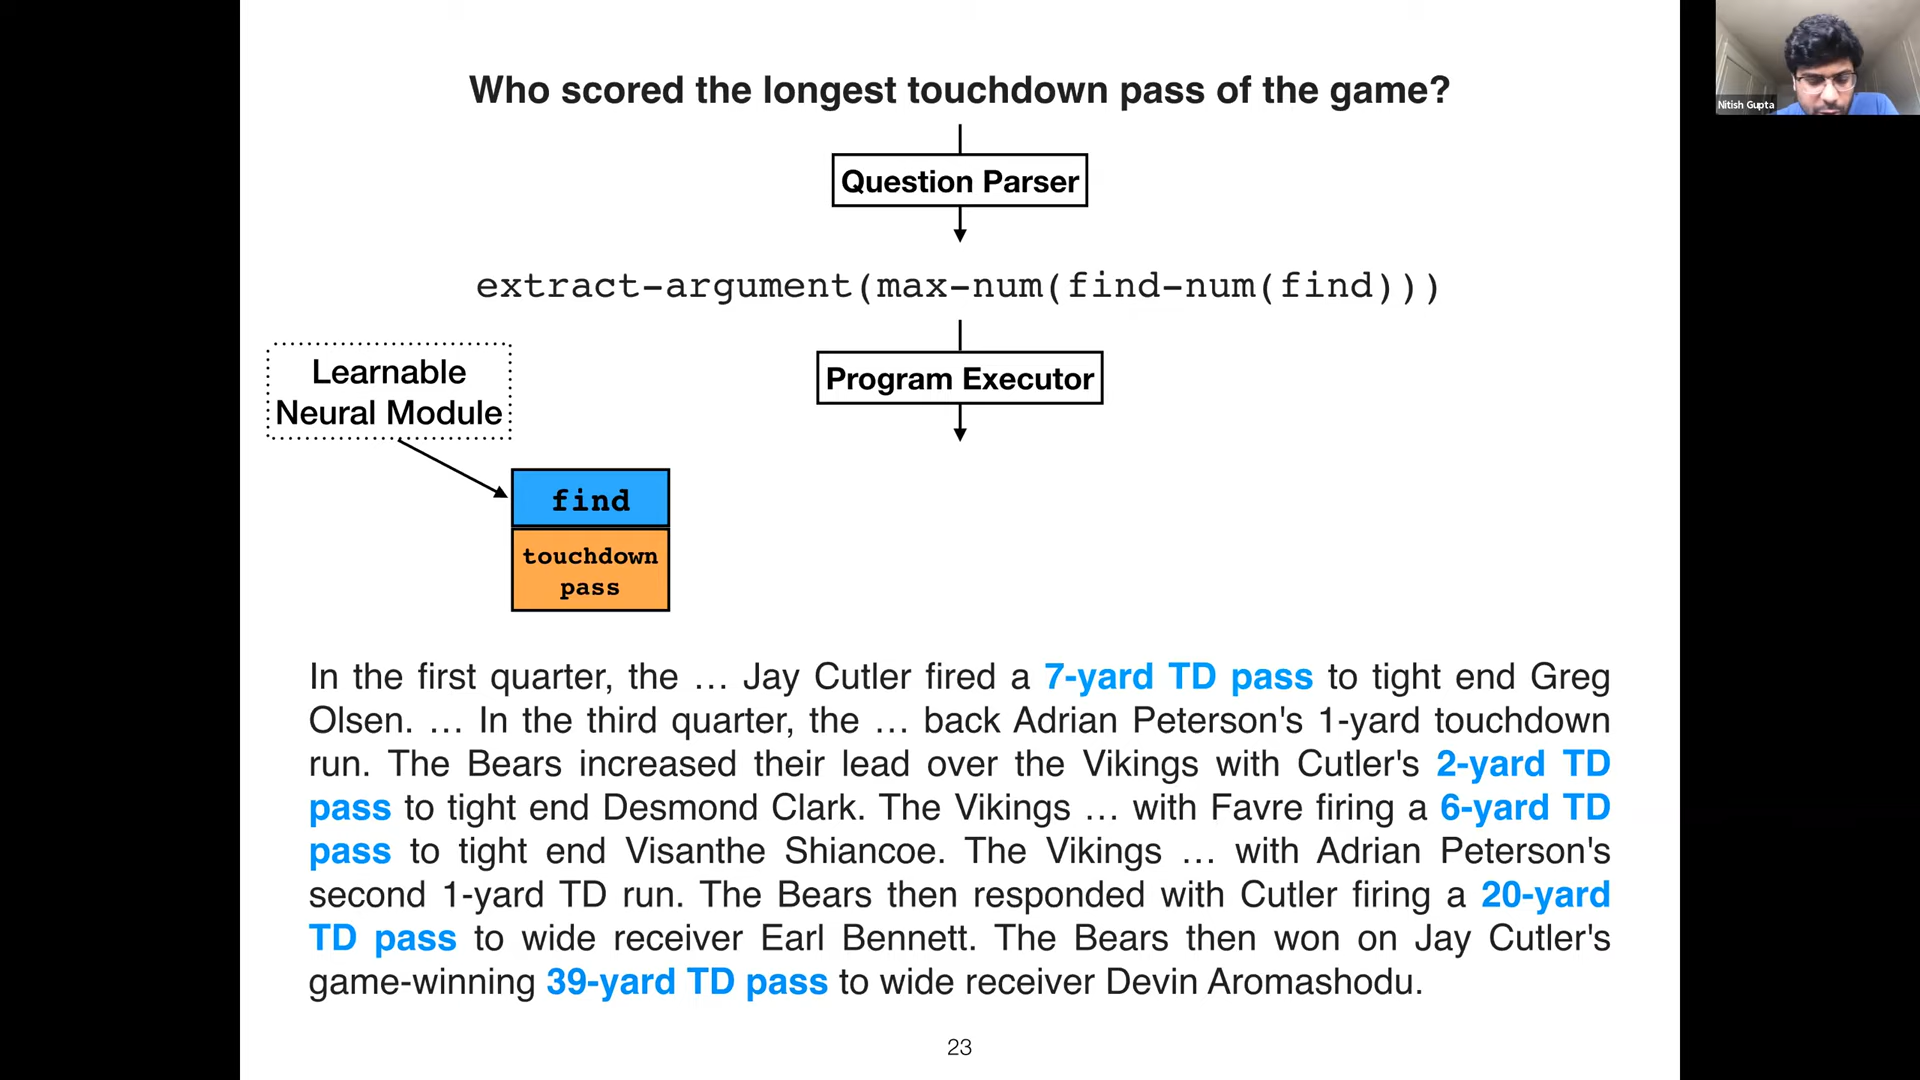 Who scored the longest touchdown pass of the game?
Nitish Gupta
Question Parser
extract-argument(max-num(find-num(find)))
Learnable
Neural Module
Program Executor
find
touchdown
pass
In the first quarter, the … Jay Cutler fired a 7-yard TD pass to tight end Greg
Olsen. … In the third quarter, the … back Adrian Peterson's 1-yard touchdown
run. The Bears increased their lead over the Vikings with Cutler's 2-yard TD
pass to tight end Desmond Clark. The Vikings … with Favre firing a 6-yard TD
pass to tight end Visanthe Shiancoe. The Vikings … with Adrian Peterson's
second 1-yard TD run. The Bears then responded with Cutler firing a 20-yard
TD pass to wide receiver Earl Bennett. The Bears then won on Jay Cutler's
game-winning 39-yard TD pass to wide receiver Devin Aromashodu.
23